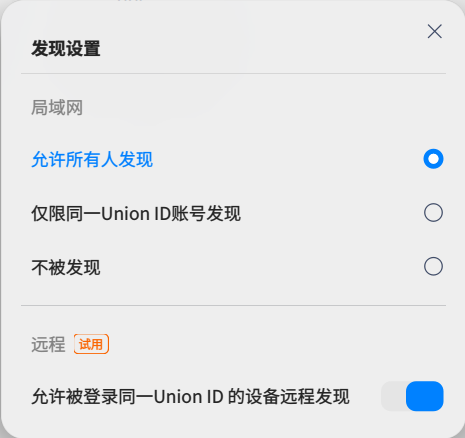 发现设置
局域网
允许所有人发现
仅限同一Union ID账号发现
不被发现
远程 试用
允许被登录同一Union ID 的设备远程发现